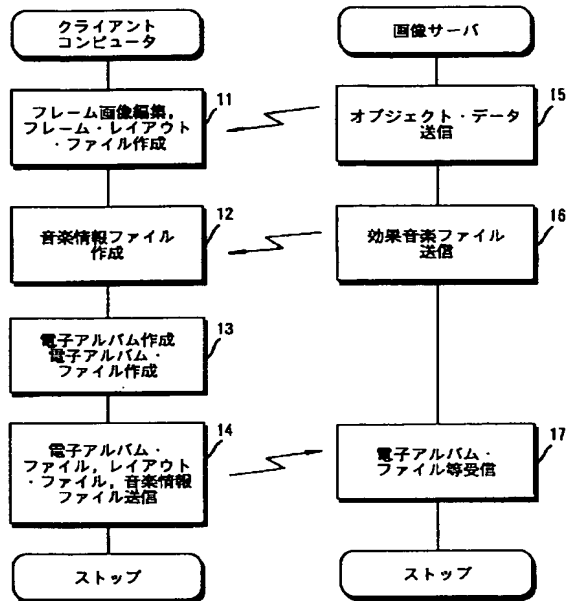 クライアント
コンピュータ
画像サーバ
11
フレーム画像編集,
フレーム・レイアウト
・ファイル作成
15
オブジェクト・データ
送信
12
音楽情報ファイル
作成
16
効果音楽ファイル
送信
13
電子アルバム作成
電子アルバム・
ファイル作成
14
電子アルバム・
ファイル,レイアウト
・ファイル,音楽情報
ファイル送信
17
電子アルバム・
ファイル等受信
ストップ
ストップ